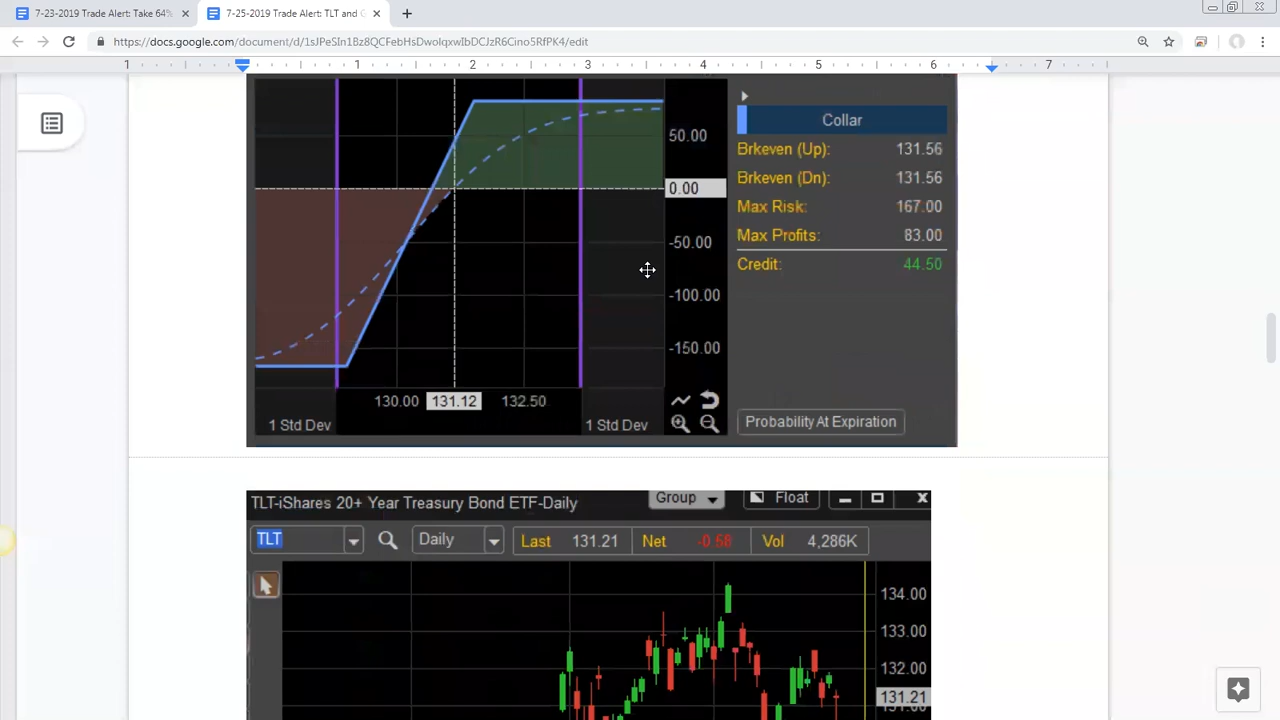 7-23-2019 Trade Alert: Take 64%
7-25-2019 Trade Alert: TLT and
https://docs.google.com/document/d/1sJPeSIn1Bz8QCFebHsDwolqxwIbDCJzR6Cino5RfPK4/edit
1 1 2 3 4 5 6 7
50.00
0.00
-50.00
-100.00
-150.00
130.00 131.12 132.50
1 Std Dev 1 Std Dev
Collar
Brkeven (Up): 131.56
Brkeven (Dn): 131.56
Max Risk: 167.00
Max Profits: 83.00
Credit: 44.50
Probability At Expiration
TLT-iShares 20+ Year Treasury Bond ETF-Daily Group Float
TLT Daily Last 131.21 Net -0.58 Vol 4,286K
134.00
133.00
132.00
131.21